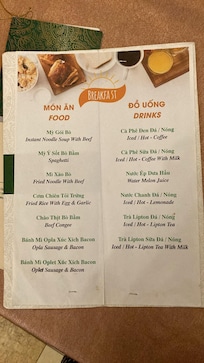 BREAKFAST
MÓN ĂN
FOOD
Mỳ Gói Bò
Instant Noodle Soup With Beef
Mỳ Ý Sốt Bò Bằm
Spaghetti
Mì Xào Bò
Fried Noodle With Beef
Cơm Chiên Tỏi Trứng
Fried Rice With Egg & Garlic
Cháo Thịt Bò Bằm
Beef Congee
Bánh Mì Opla Xúc Xích Bacon
Opla Sausage & Bacon
Bánh Mì Oplet Xúc Xích Bacon
Oplet Sausage & Bacon
ĐỒ UỐNG
DRINKS
Cà Phê Đen Đá / Nóng
Iced / Hot - Coffee
Cà Phê Sữa Đá / Nóng
Iced / Hot - Coffee With Milk
Nước Ép Dưa Hấu
Water Melon Juice
Nước Chanh Đá / Nóng
Iced / Hot - Lemonade
Trà Lipton Đá / Nóng
Iced / Hot - Lipton Tea
Trà Lipton Sữa Đá / Nóng
Iced / Hot - Lipton Tea With Milk